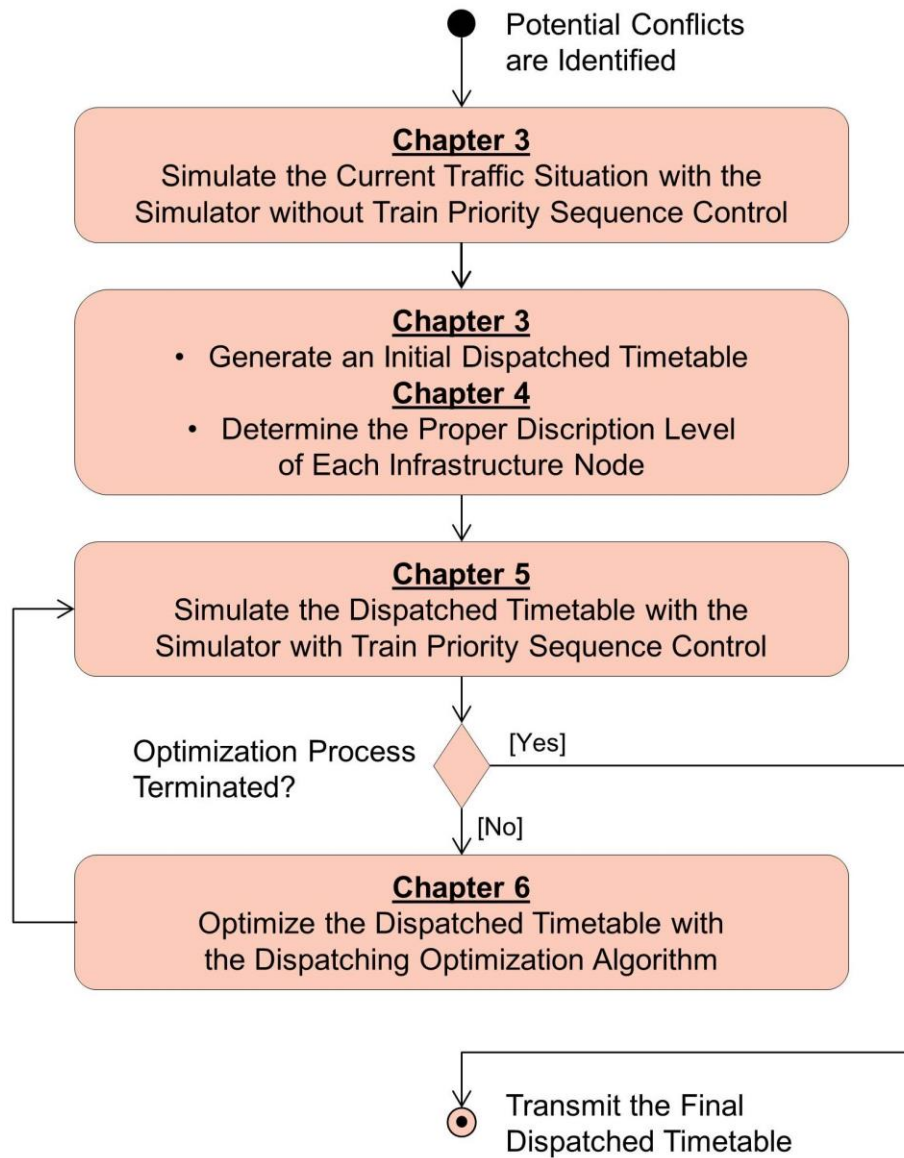 Potential Conflicts
are Identified
Chapter 3
Simulate the Current Traffic Situation with the
Simulator without Train Priority Sequence Control
Chapter 3
• Generate an Initial Dispatched Timetable
Chapter 4
• Determine the Proper Discription Level
of Each Infrastructure Node
Chapter 5
Simulate the Dispatched Timetable with the
Simulator with Train Priority Sequence Control
Optimization Process
Terminated?
[Yes]
[No]
Chapter 6
Optimize the Dispatched Timetable with
the Dispatching Optimization Algorithm
Transmit the Final
Dispatched Timetable